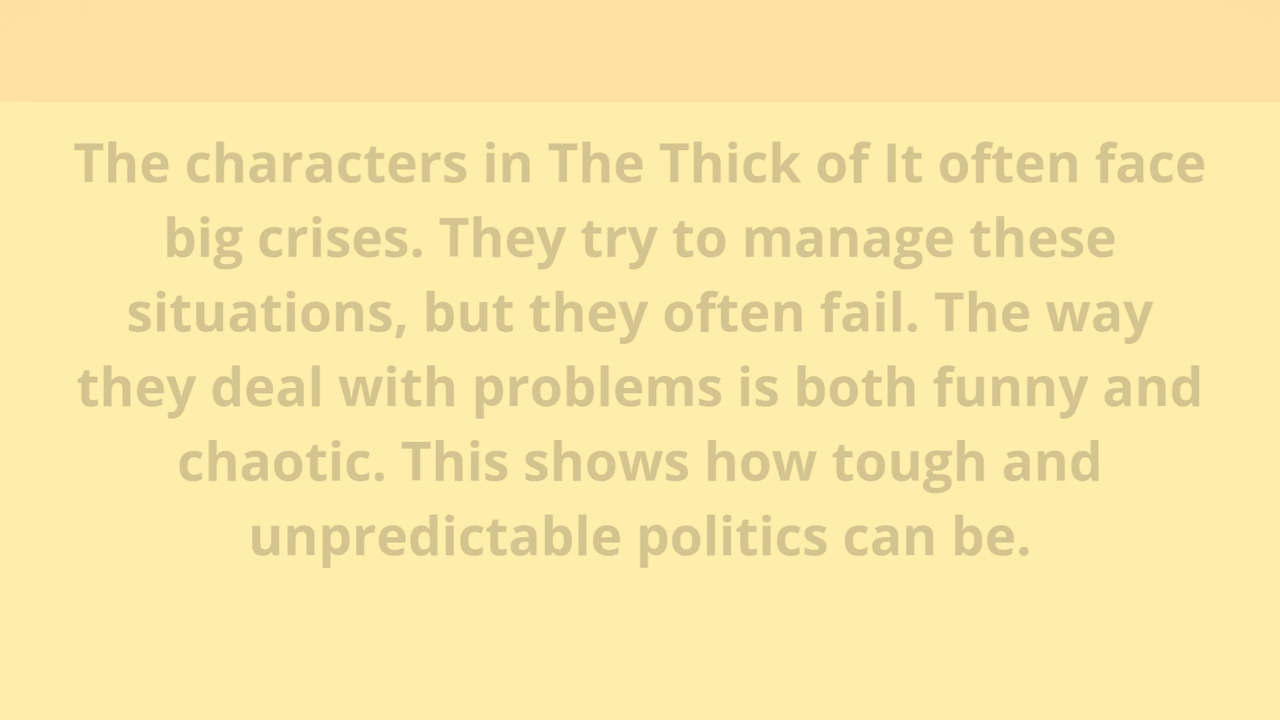 The characters in The Thick of It often face
big crises. They try to manage these
situations, but they often fail. The way
they deal with problems is both funny and
chaotic. This shows how tough and
unpredictable politics can be.